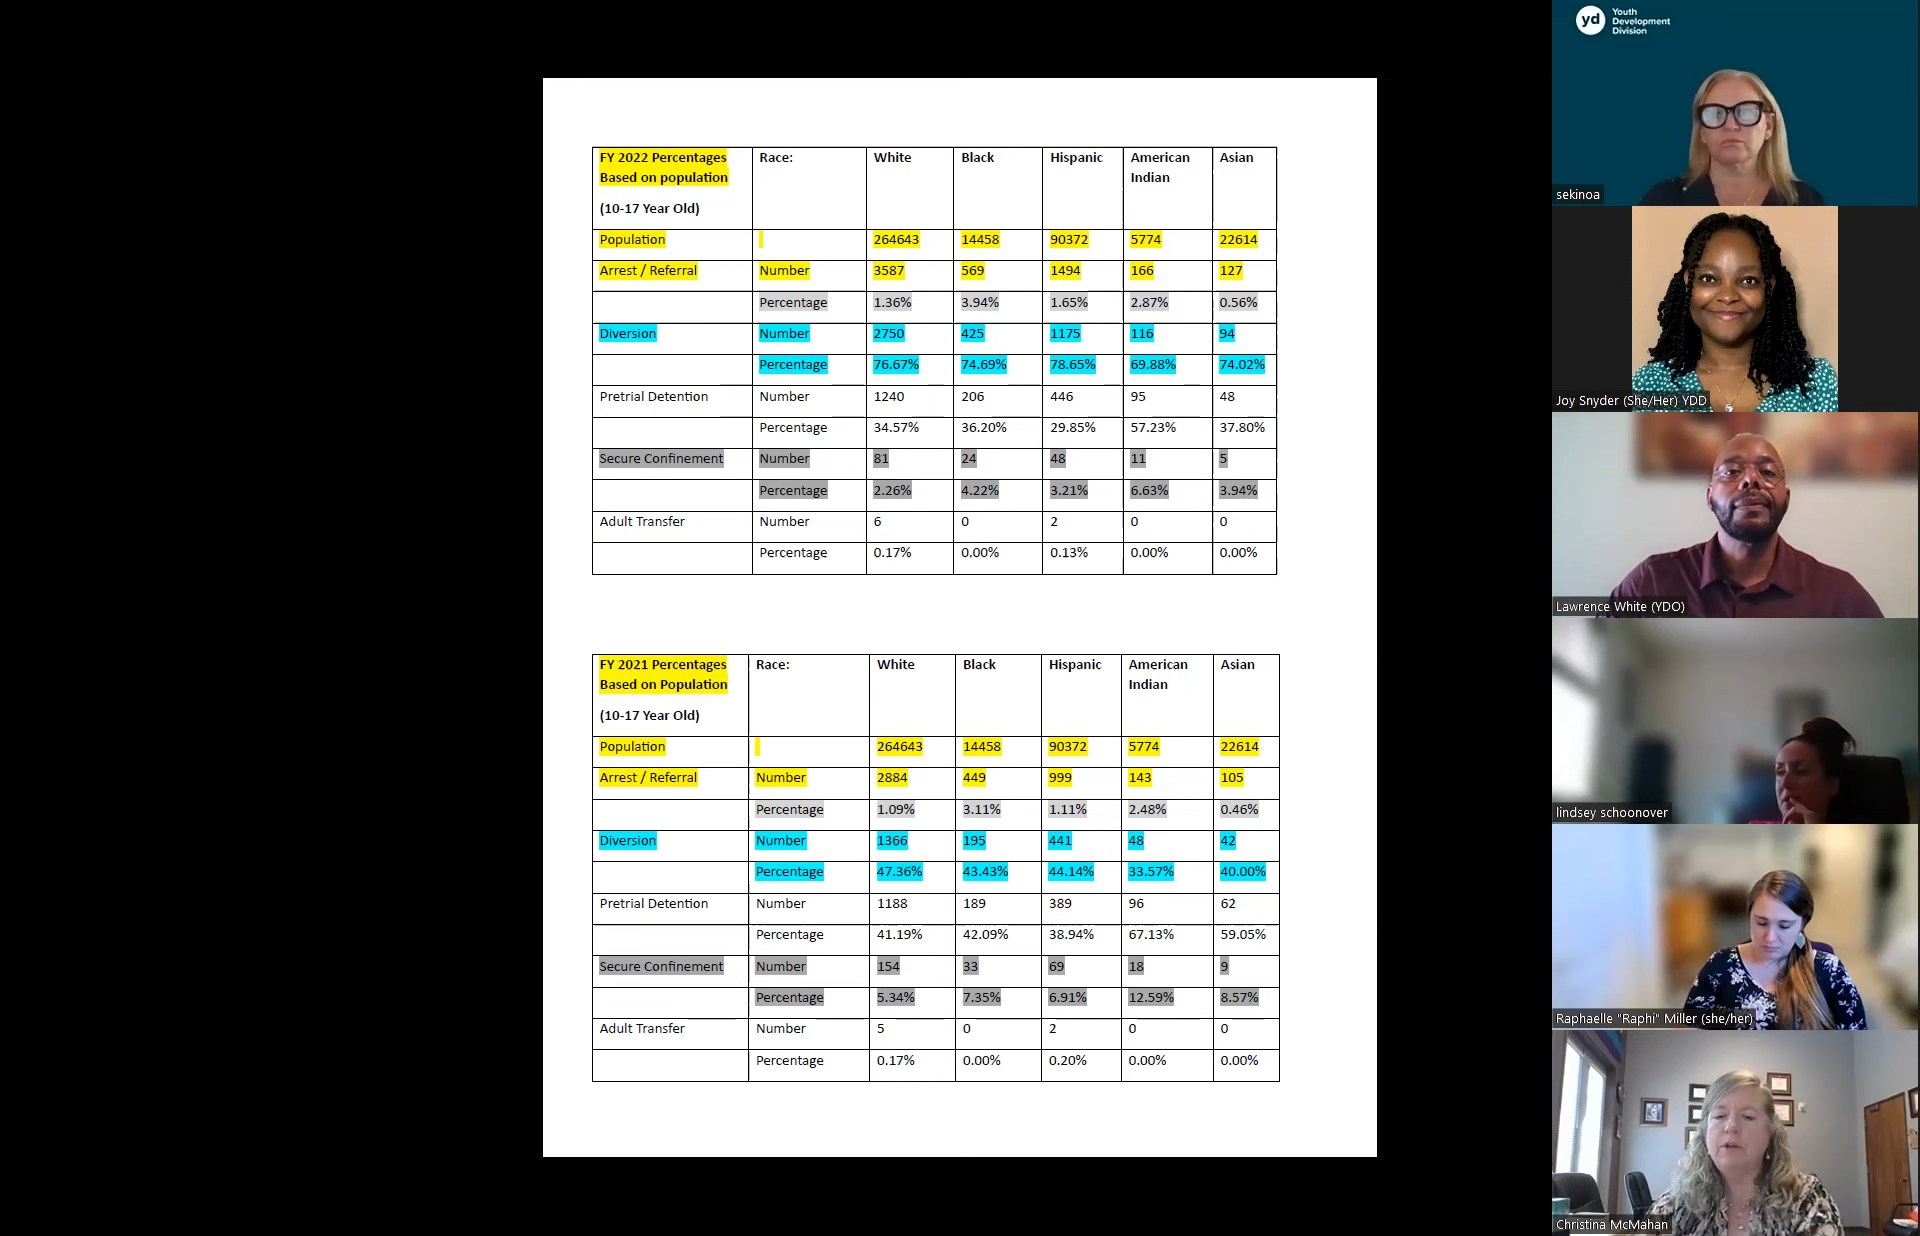 FY 2022 Percentages Race: White Black Hispanic American Asian
Based on population Indian
(10-17 Year Old)
Population 264643 14458 90372 5774 22614
Arrest / Referral Number 3587 569 1494 166 127
Percentage 1.36% 3.94% 1.65% 2.87% 0.56%
Diversion Number 2750 425 1175 116 94
Percentage 76.67% 74.69% 78.65% 69.88% 74.02%
Pretrial Detention Number 1240 206 446 95 48
Percentage 34.57% 36.20% 29.85% 57.23% 37.80%
Secure Confinement Number 81 24 48 11 5
Percentage 2.26% 4.22% 3.21% 6.63% 3.94%
Adult Transfer Number 6 0 2 0 0
Percentage 0.17% 0.00% 0.13% 0.00% 0.00%
FY 2021 Percentages Race: White Black Hispanic American Asian
Based on Population Indian
(10-17 Year Old)
Population 264643 14458 90372 5774 22614
Arrest / Referral Number 2884 449 999 143 105
Percentage 1.09% 3.11% 1.11% 2.48% 0.46%
Diversion Number 1366 195 441 48 42
Percentage 47.36% 43.43% 44.14% 33.57% 40.00%
Pretrial Detention Number 1188 189 389 96 62
Percentage 41.19% 42.09% 38.94% 67.13% 59.05%
Secure Confinement Number 154 33 69 18 9
Percentage 5.34% 7.35% 6.91% 12.59% 8.57%
Adult Transfer Number 5 0 2 0 0
Percentage 0.17% 0.00% 0.20% 0.00% 0.00%
yd
Youth
Development
Division
sekinoa
Joy Snyder (She/Her) YDD
Lawrence White (YDO)
lindsey schoonover
Raphaelle "Raphi" Miller (she/her)
Christina McMahan